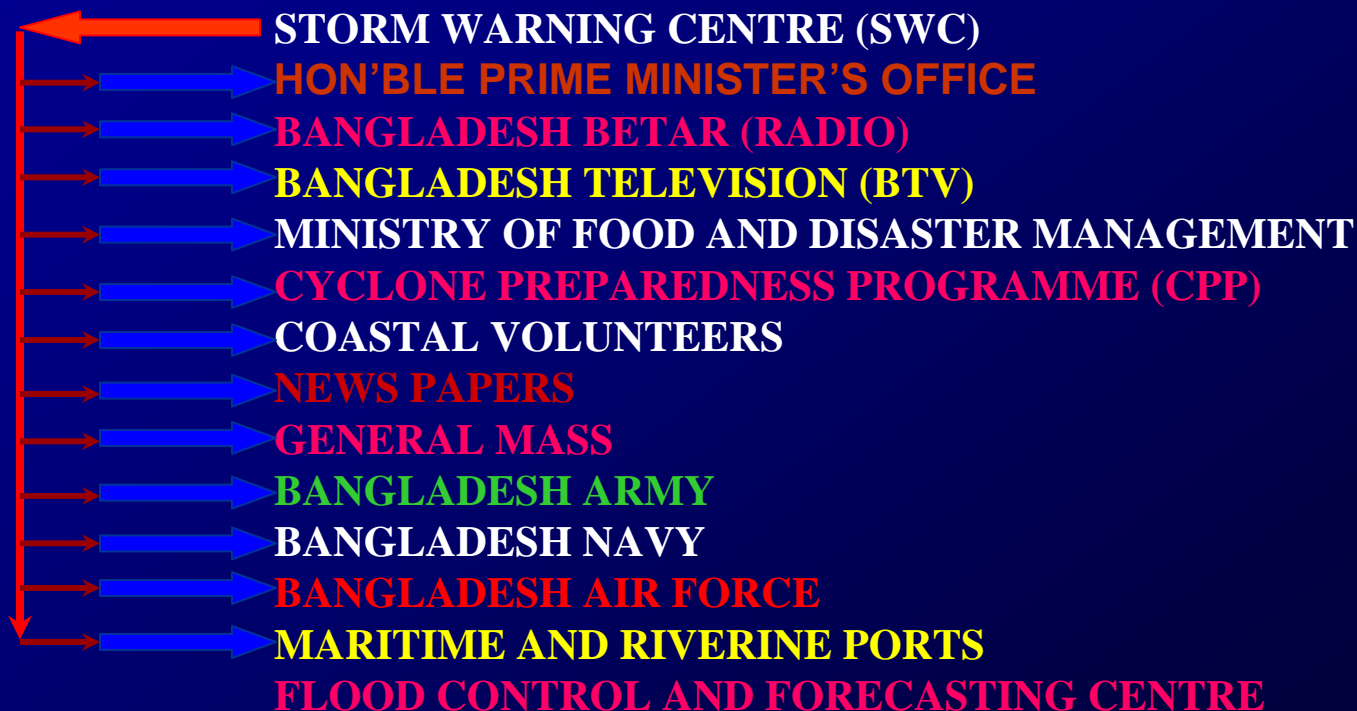 STORM WARNING CENTRE (SWC)
HON’BLE PRIME MINISTER’S OFFICE
BANGLADESH BETAR (RADIO)
BANGLADESH TELEVISION (BTV)
MINISTRY OF FOOD AND DISASTER MANAGEMENT
CYCLONE PREPAREDNESS PROGRAMME (CPP)
COASTAL VOLUNTEERS
NEWS PAPERS
GENERAL MASS
BANGLADESH ARMY
BANGLADESH NAVY
BANGLADESH AIR FORCE
MARITIME AND RIVERINE PORTS
FLOOD CONTROL AND FORECASTING CENTRE